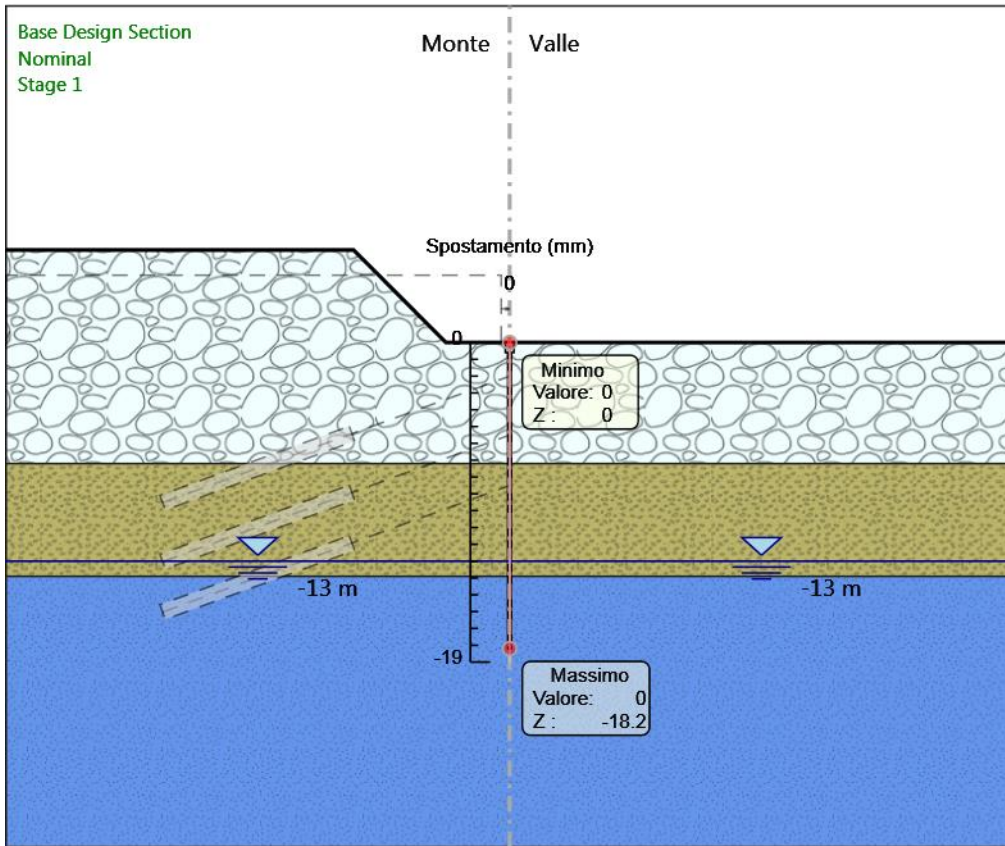 Base Design Section
Nominal
Stage 1
Monte Valle
Spostamento (mm)
0
0
Minimo
Valore: 0
Z : 0
-13 m
-13 m
-19
Massimo
Valore: 0
Z : -18.2